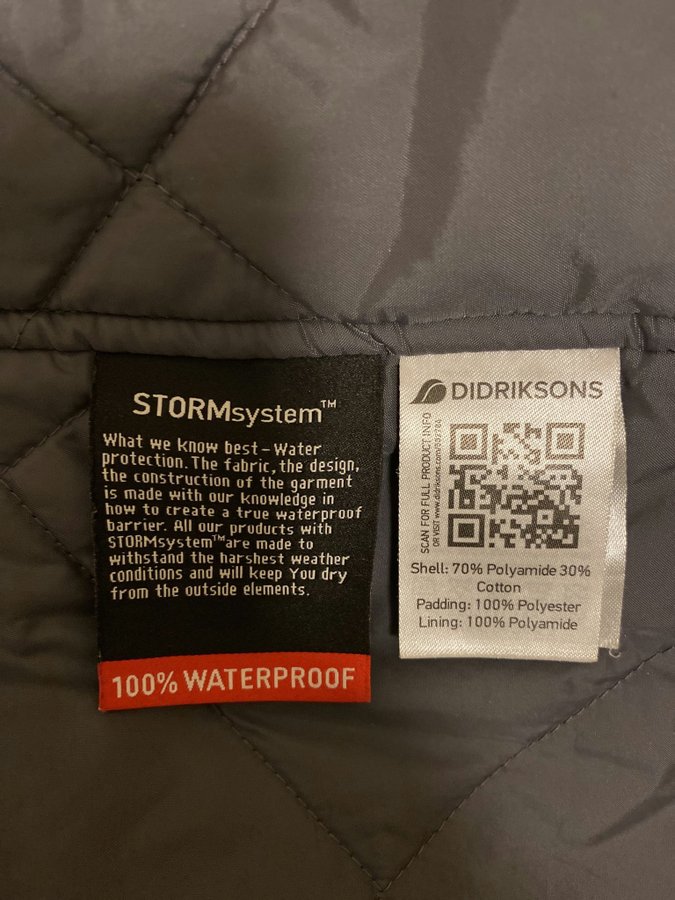 STORMsystem™
What we know best – Water
protection. The fabric, the design,
the construction of the garment
is made with our knowledge in
how to create a true waterproof
barrier. All our products with
STORMsystem™are made to
withstand the harshest weather
conditions and will keep You dry
from the outside elements.
100% WATERPROOF
DIDRIKSONS
SCAN FOR FULL PRODUCT INFO
OR VISIT
Shell: 70% Polyamide 30%
Cotton
Padding: 100% Polyester
Lining: 100% Polyamide